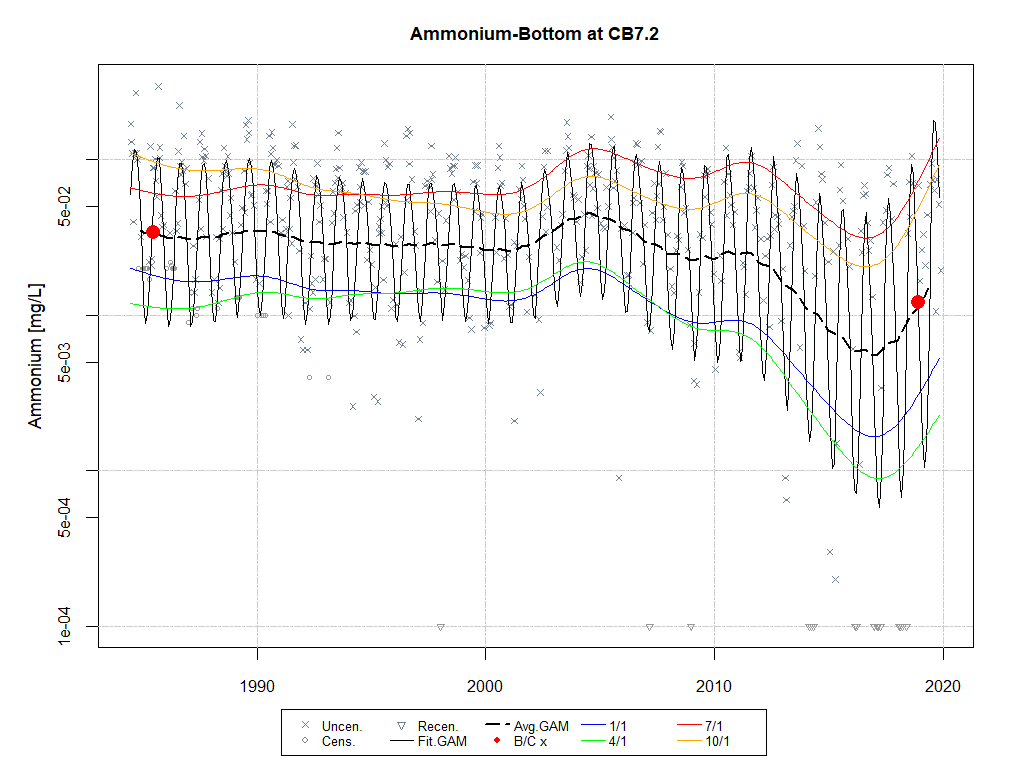 Ammonium-Bottom at CB7.2
Ammonium [mg/L]
5e-02
5e-03
5e-04
1e-04
1990 2000 2010 2020
Uncen. Recen. Avg.GAM 1/1 7/1
Cens. Fit.GAM B/C x 4/1 10/1